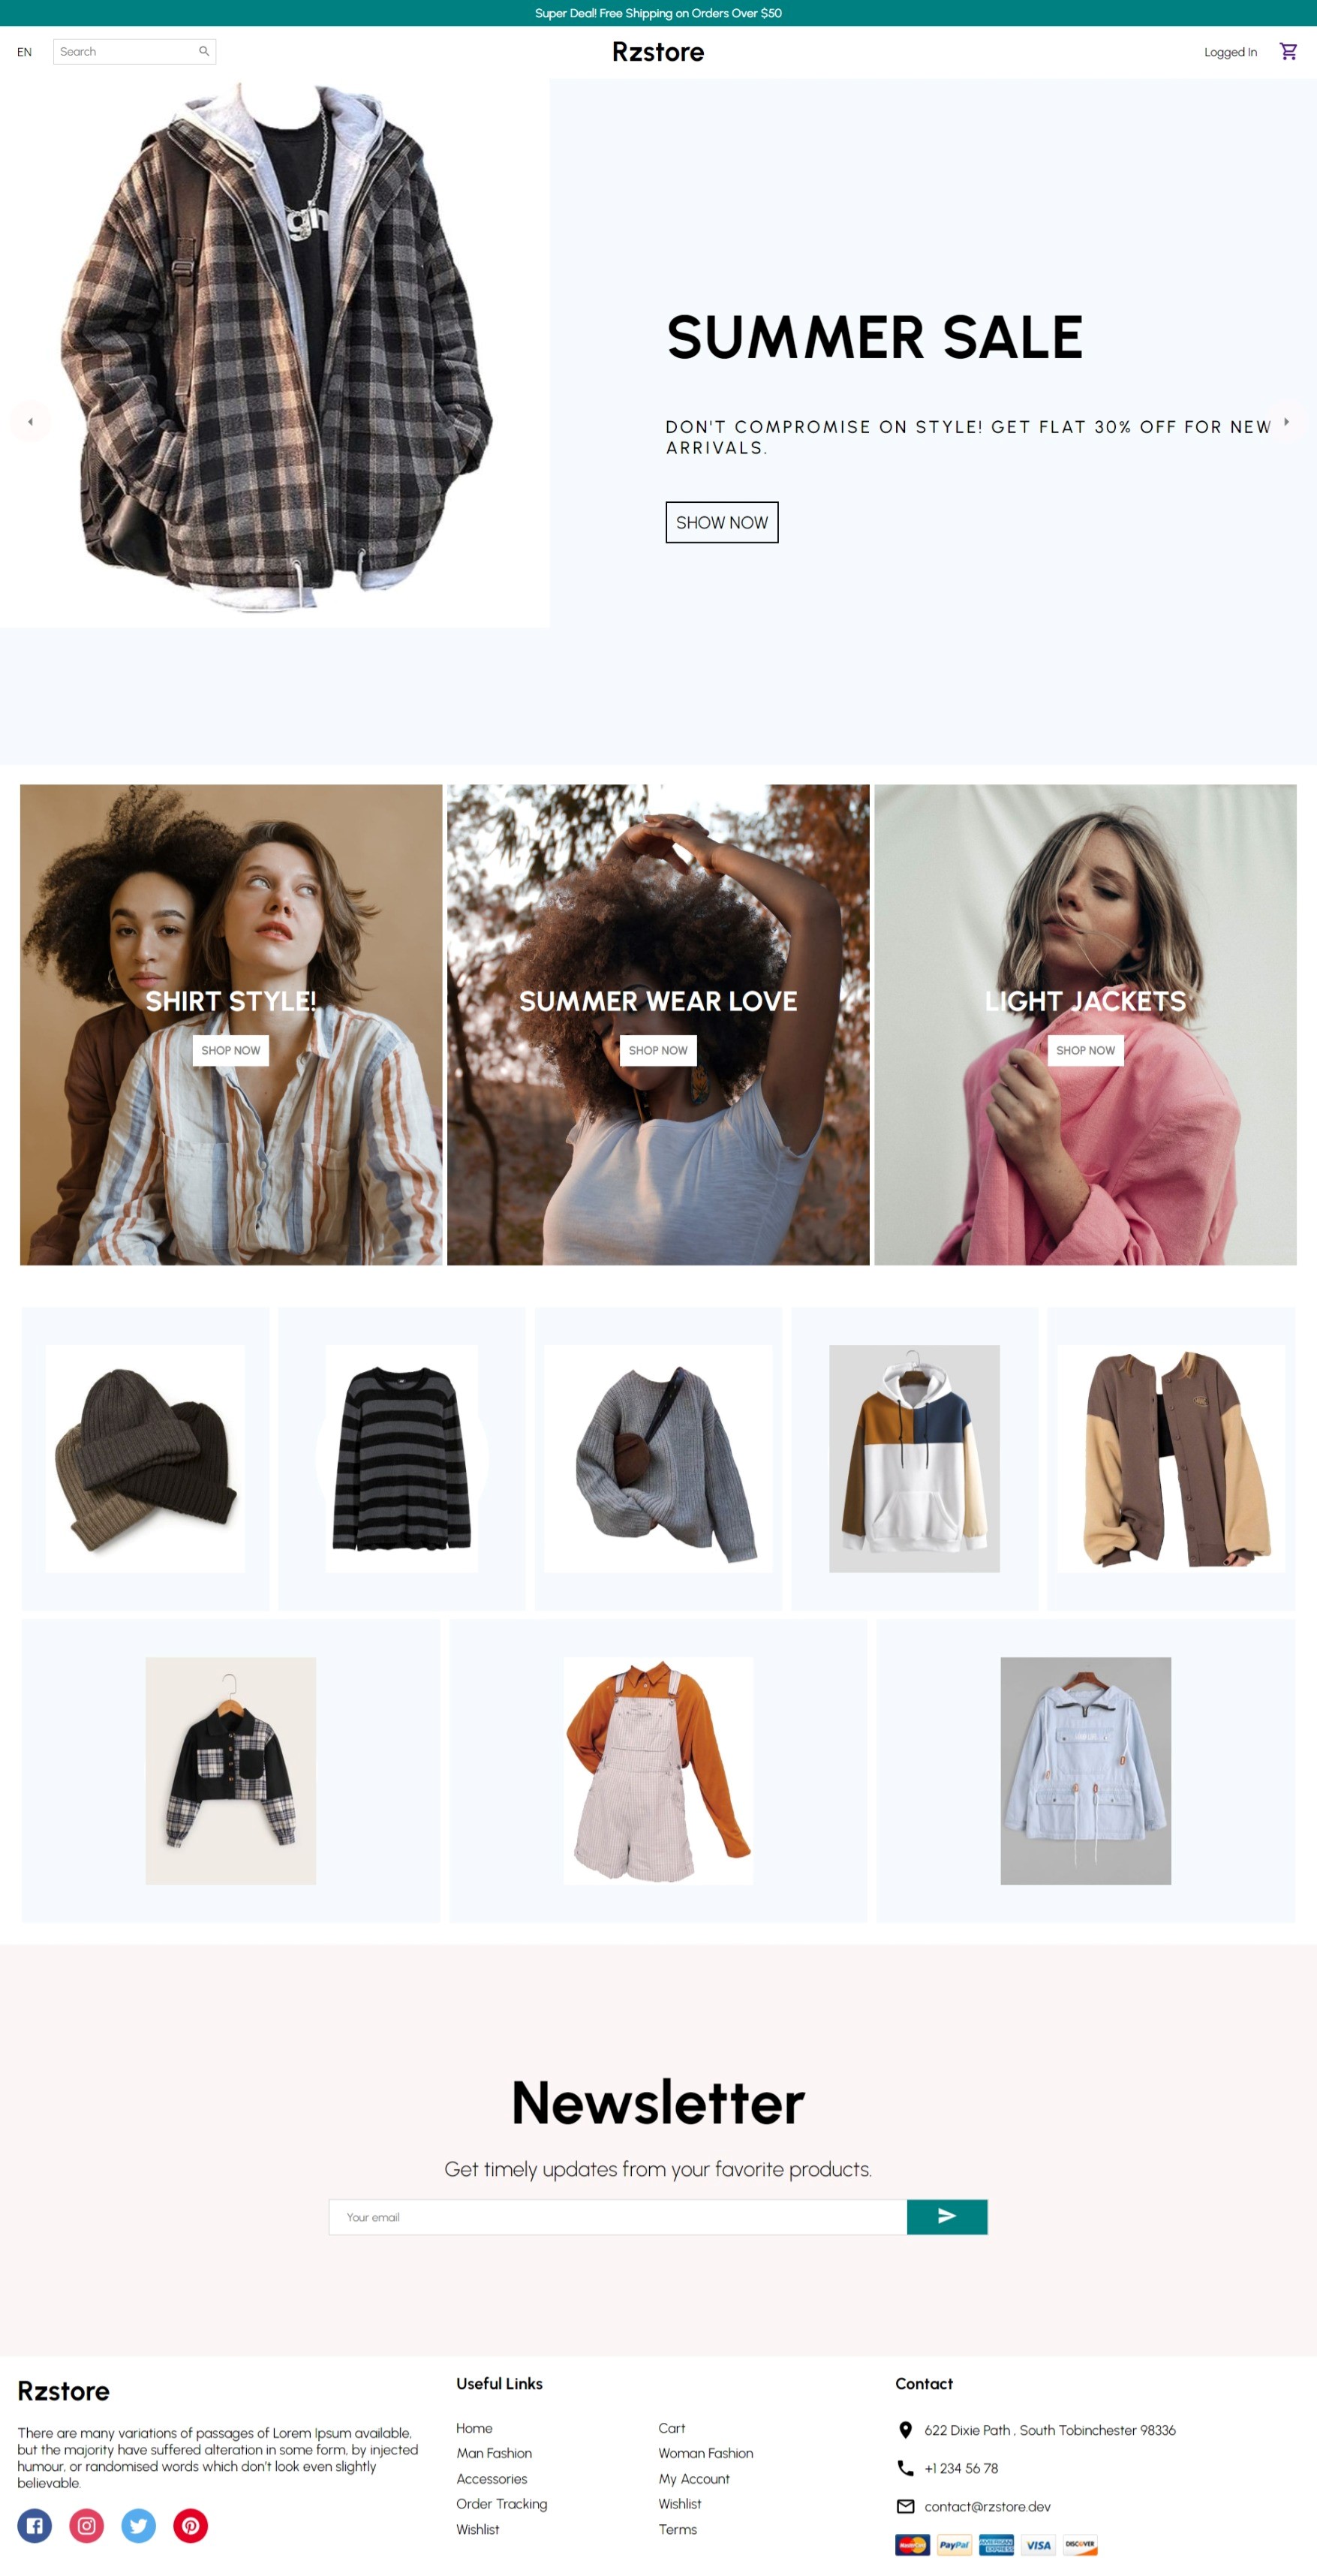 Super Deal! Free Shipping on Orders Over $50
EN
Search
Rzstore
Logged In
SUMMER SALE
DON'T COMPROMISE ON STYLE! GET FLAT 30% OFF FOR NEW
ARRIVALS.
SHOW NOW
SHIRT STYLE!
SHOP NOW
SUMMER WEAR LOVE
SHOP NOW
LIGHT JACKETS
SHOP NOW
Newsletter
Get timely updates from your favorite products.
Your email
Rzstore
There are many variations of passages of Lorem Ipsum available,
but the majority have suffered alteration in some form, by injected
humour, or randomised words which don't look even slightly
believable.
Useful Links
Home
Cart
Man Fashion
Woman Fashion
Accessories
My Account
Order Tracking
Wishlist
Wishlist
Terms
Contact
622 Dixie Path , South Tobinchester 98336
+1 234 56 78
contact@rzstore.dev
MasterCard
PayPal
AMERICAN EXPRESS
VISA
DISCOVER